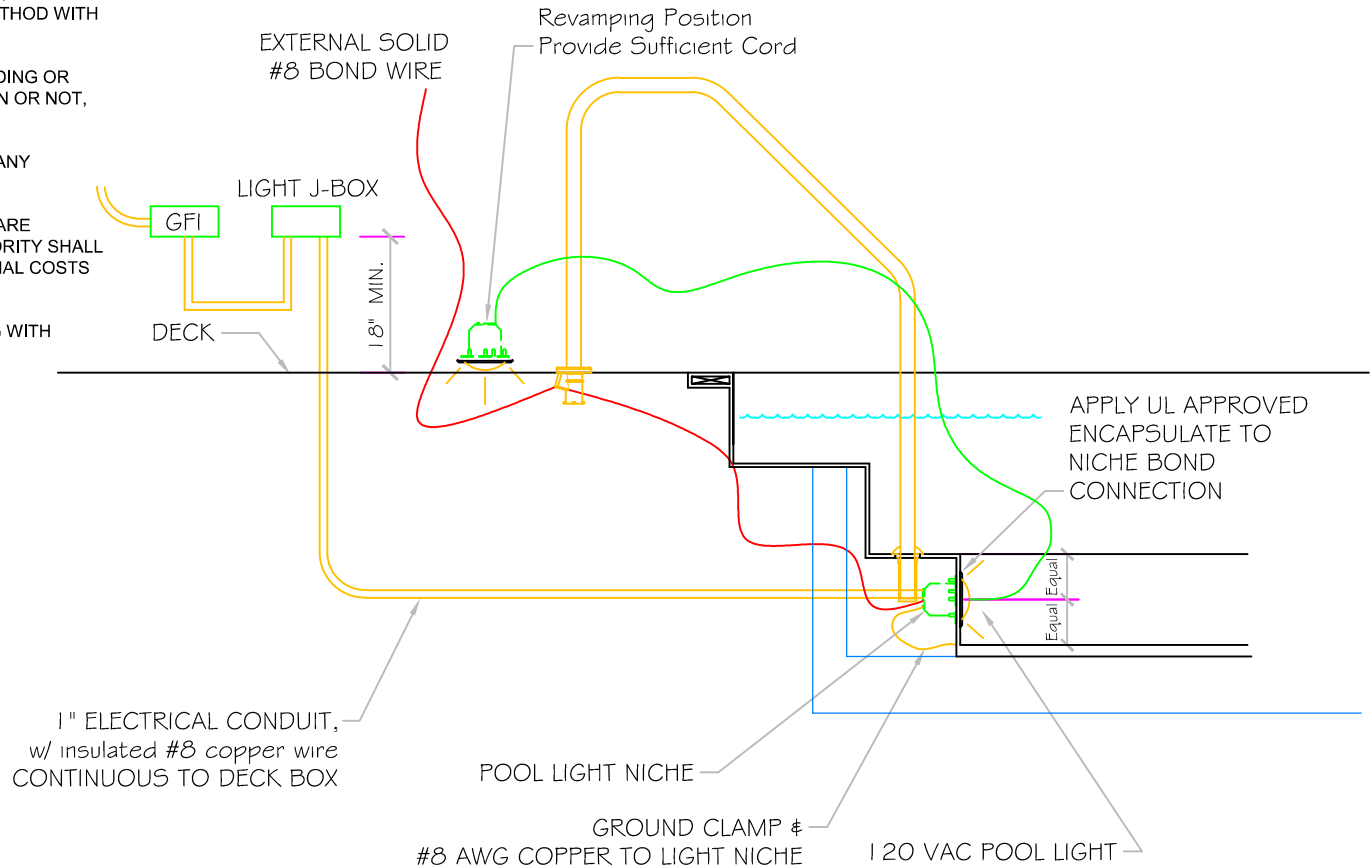 THOD WITH
DING OR
N OR NOT,
ANY
ARE
ORITY SHALL
NAL COSTS
WITH
EXTERNAL SOLID
#8 BOND WIRE
Revamping Position
Provide Sufficient Cord
LIGHT J-BOX
GFI
18" MIN.
DECK
APPLY UL APPROVED
ENCAPSULATE TO
NICHE BOND
CONNECTION
Equal
Equal
1" ELECTRICAL CONDUIT,
w/ insulated #8 copper wire
CONTINUOUS TO DECK BOX
POOL LIGHT NICHE
GROUND CLAMP &
#8 AWG COPPER TO LIGHT NICHE
120 VAC POOL LIGHT